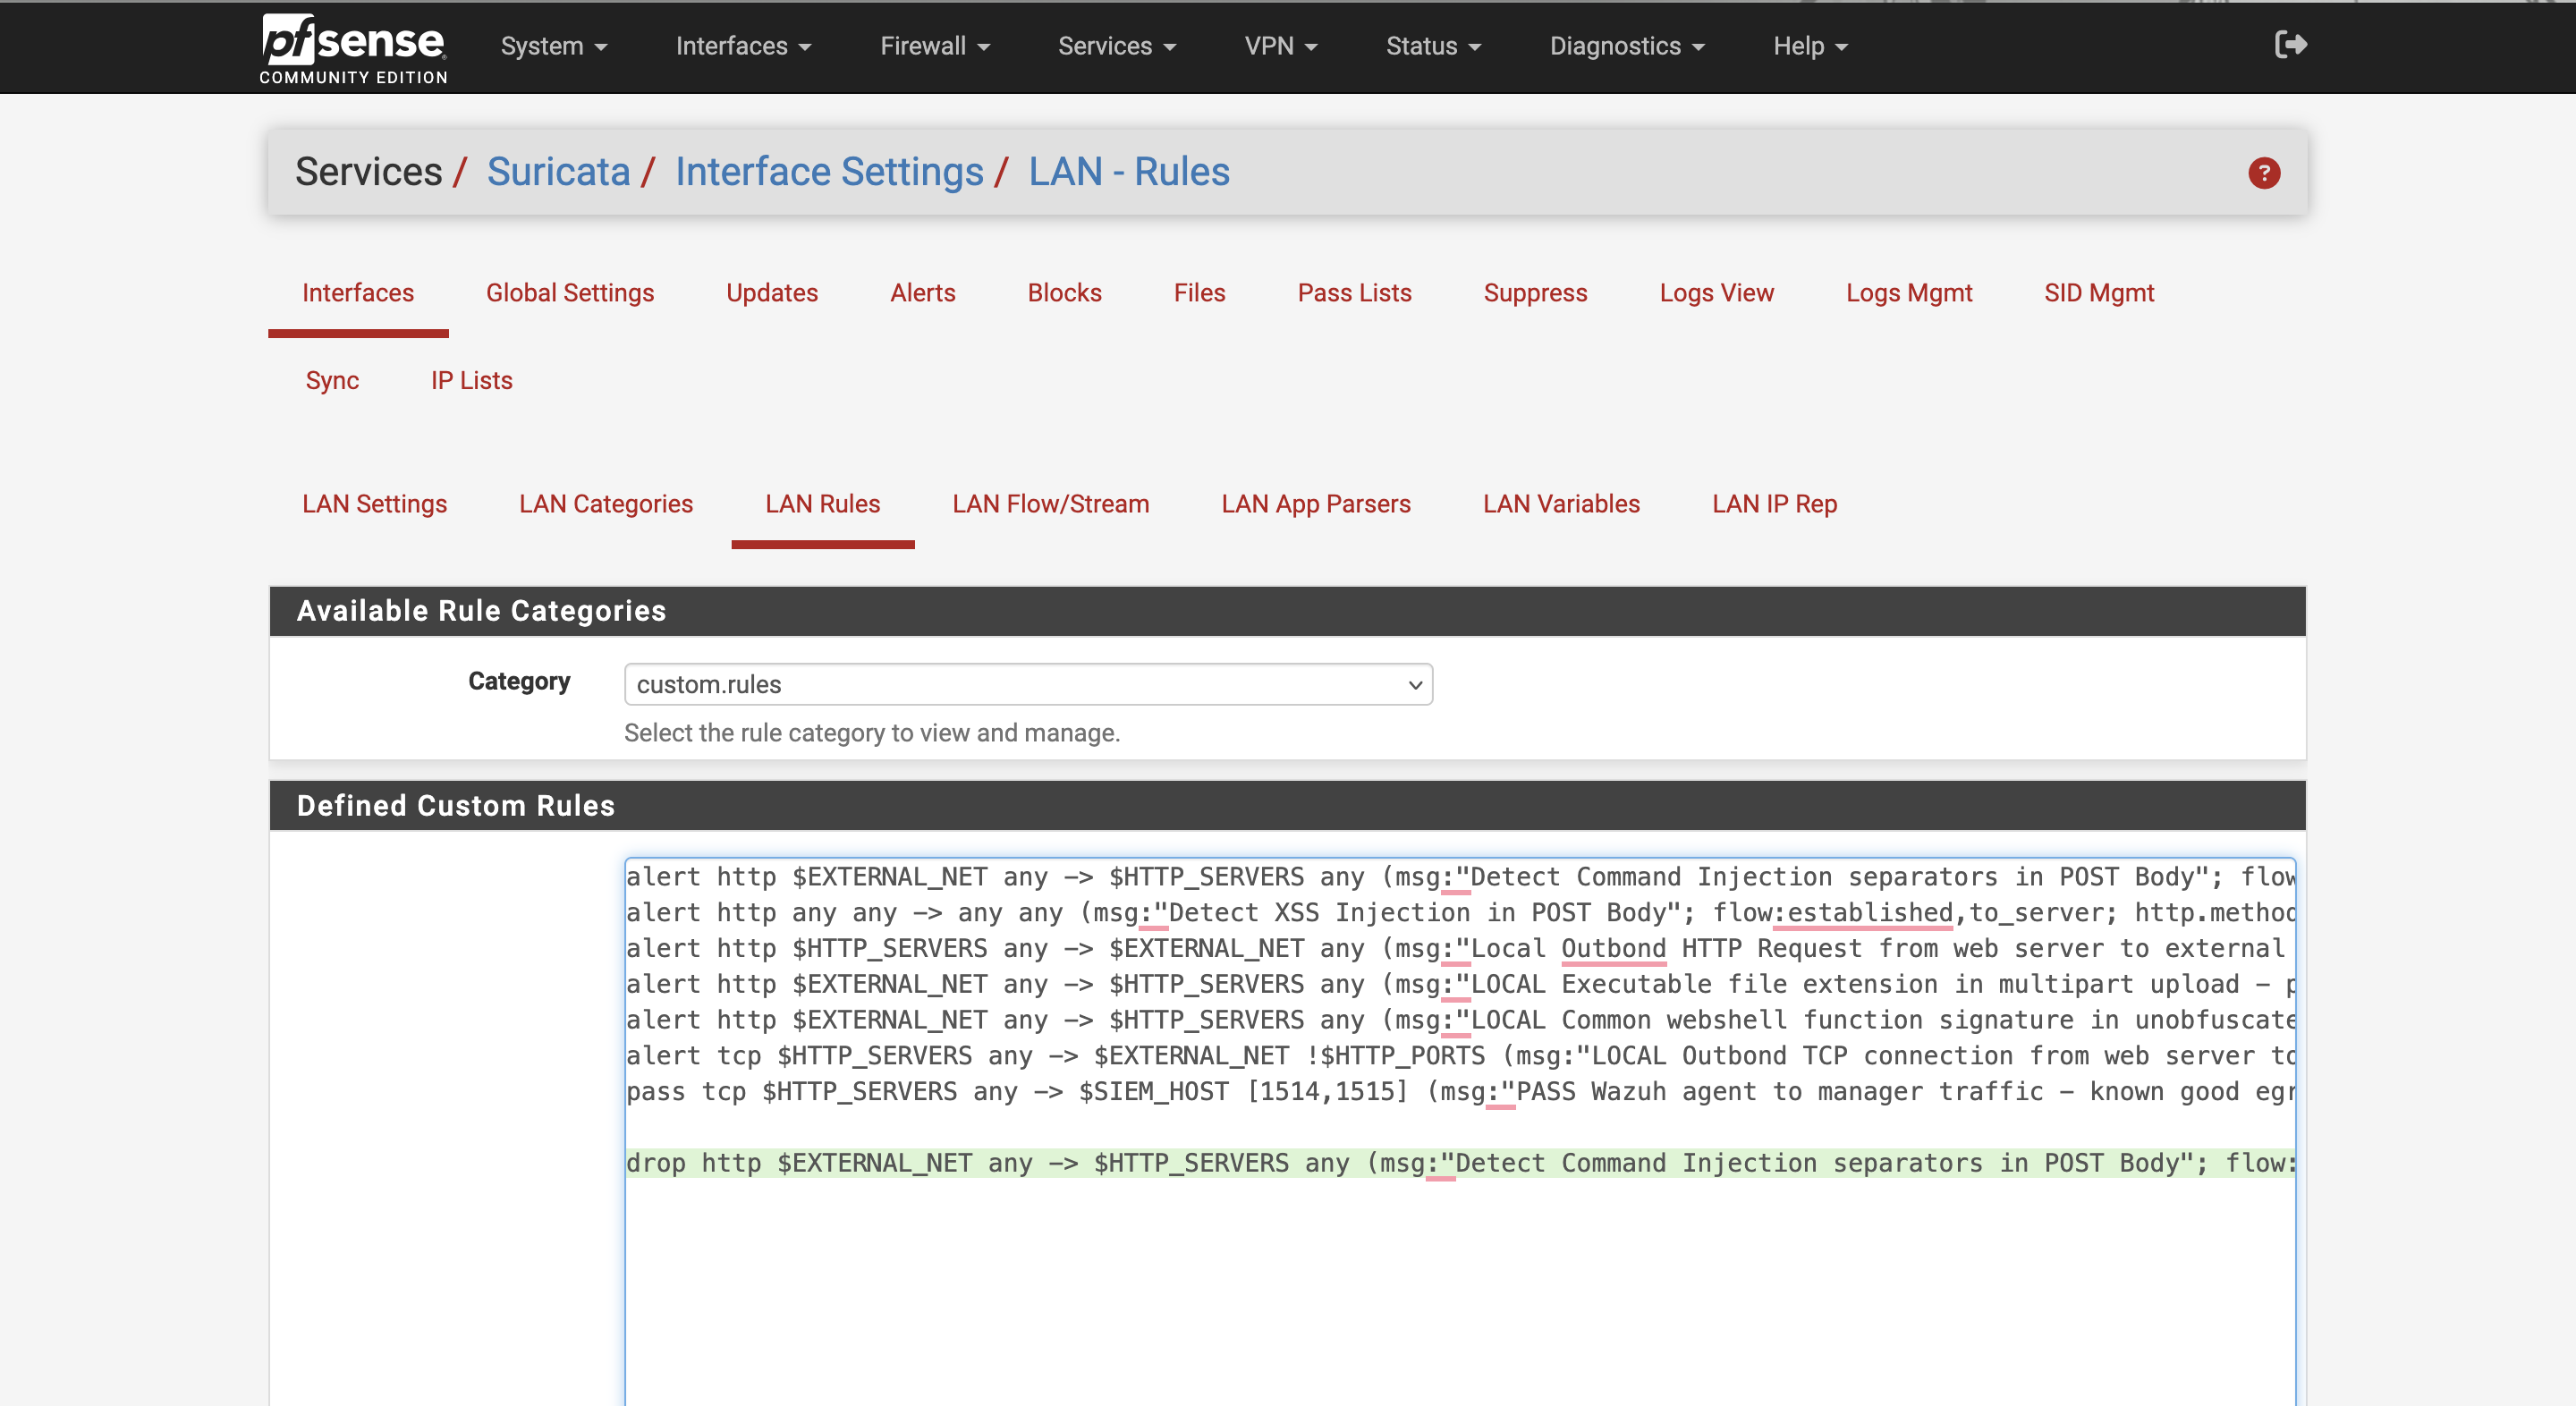 pfsense
COMMUNITY EDITION
System
Interfaces
Firewall
Services
VPN
Status
Diagnostics
Help
Services / Suricata / Interface Settings / LAN - Rules
?
Interfaces
Global Settings
Updates
Alerts
Blocks
Files
Pass Lists
Suppress
Logs View
Logs Mgmt
SID Mgmt
Sync
IP Lists
LAN Settings
LAN Categories
LAN Rules
LAN Flow/Stream
LAN App Parsers
LAN Variables
LAN IP Rep
Available Rule Categories
Category
custom.rules
Select the rule category to view and manage.
Defined Custom Rules
alert http $EXTERNAL_NET any -> $HTTP_SERVERS any (msg:"Detect Command Injection separators in POST Body"; flow
alert http any any -> any any (msg:"Detect XSS Injection in POST Body"; flow:established,to_server; http.method
alert http $HTTP_SERVERS any -> $EXTERNAL_NET any (msg:"Local Outbond HTTP Request from web server to external
alert http $EXTERNAL_NET any -> $HTTP_SERVERS any (msg:"LOCAL Executable file extension in multipart upload - p
alert http $EXTERNAL_NET any -> $HTTP_SERVERS any (msg:"LOCAL Common webshell function signature in unobfuscate
alert tcp $HTTP_SERVERS any -> $EXTERNAL_NET !$HTTP_PORTS (msg:"LOCAL Outbond TCP connection from web server to
pass tcp $HTTP_SERVERS any -> $SIEM_HOST [1514,1515] (msg:"PASS Wazuh agent to manager traffic - known good egr
drop http $EXTERNAL_NET any -> $HTTP_SERVERS any (msg:"Detect Command Injection separators in POST Body"; flow: